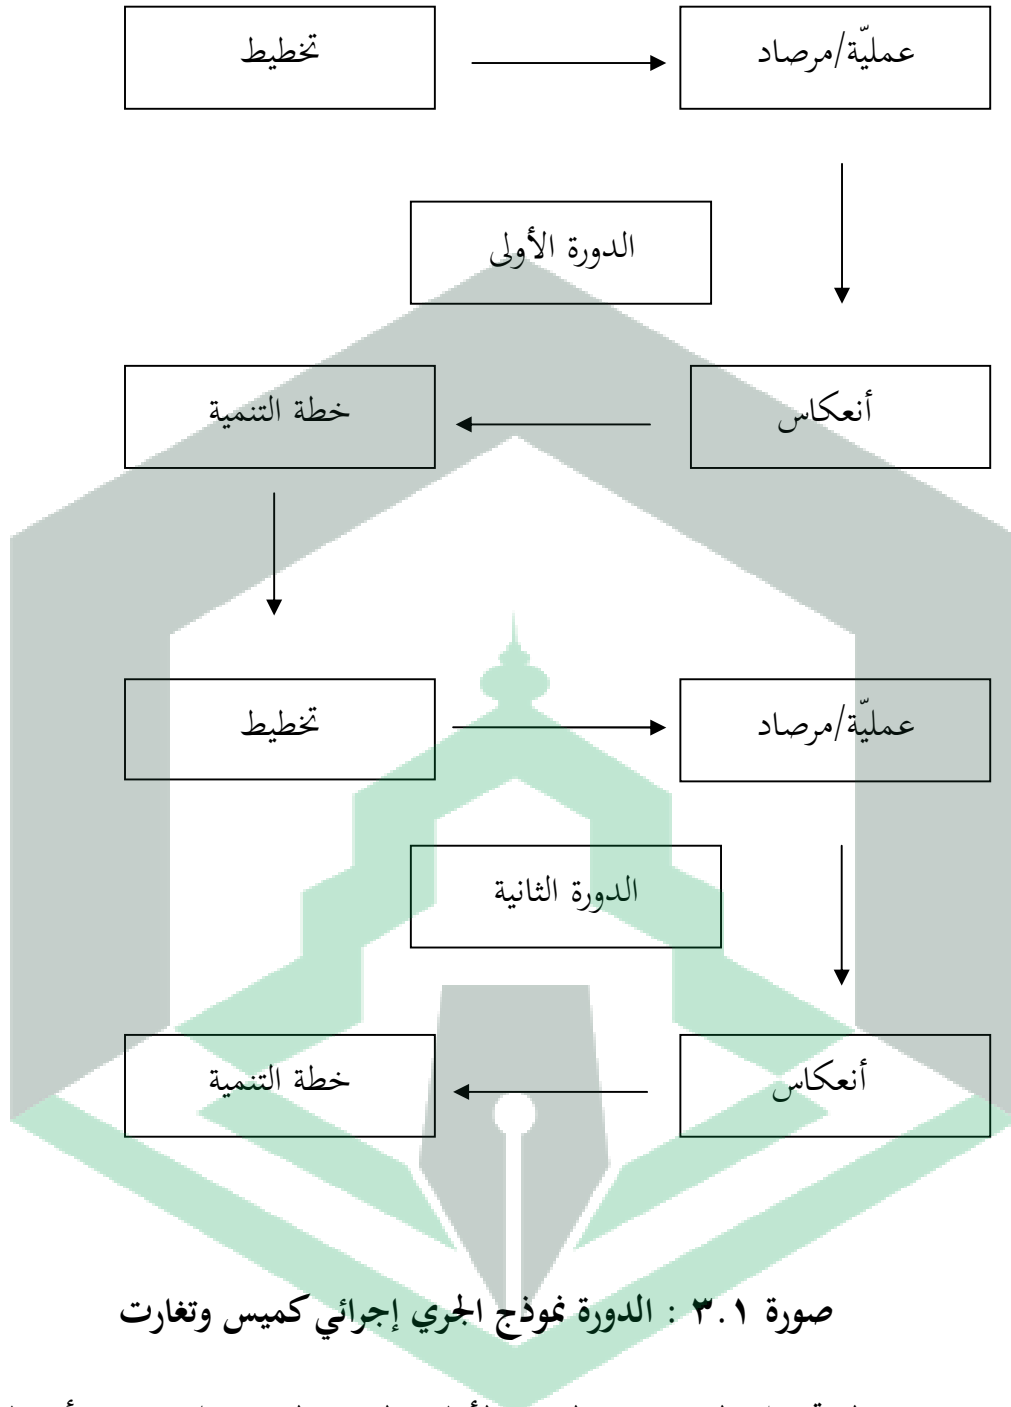 تخطيط
عمليّة/مرصاد
الدورة الأولى
أنعكاس
خطة التنمية
تخطيط
عمليّة/مرصاد
الدورة الثانية
أنعكاس
خطة التنمية
صورة ٣.١ : الدورة نموذج الجري إجرائي كميس وتغارت